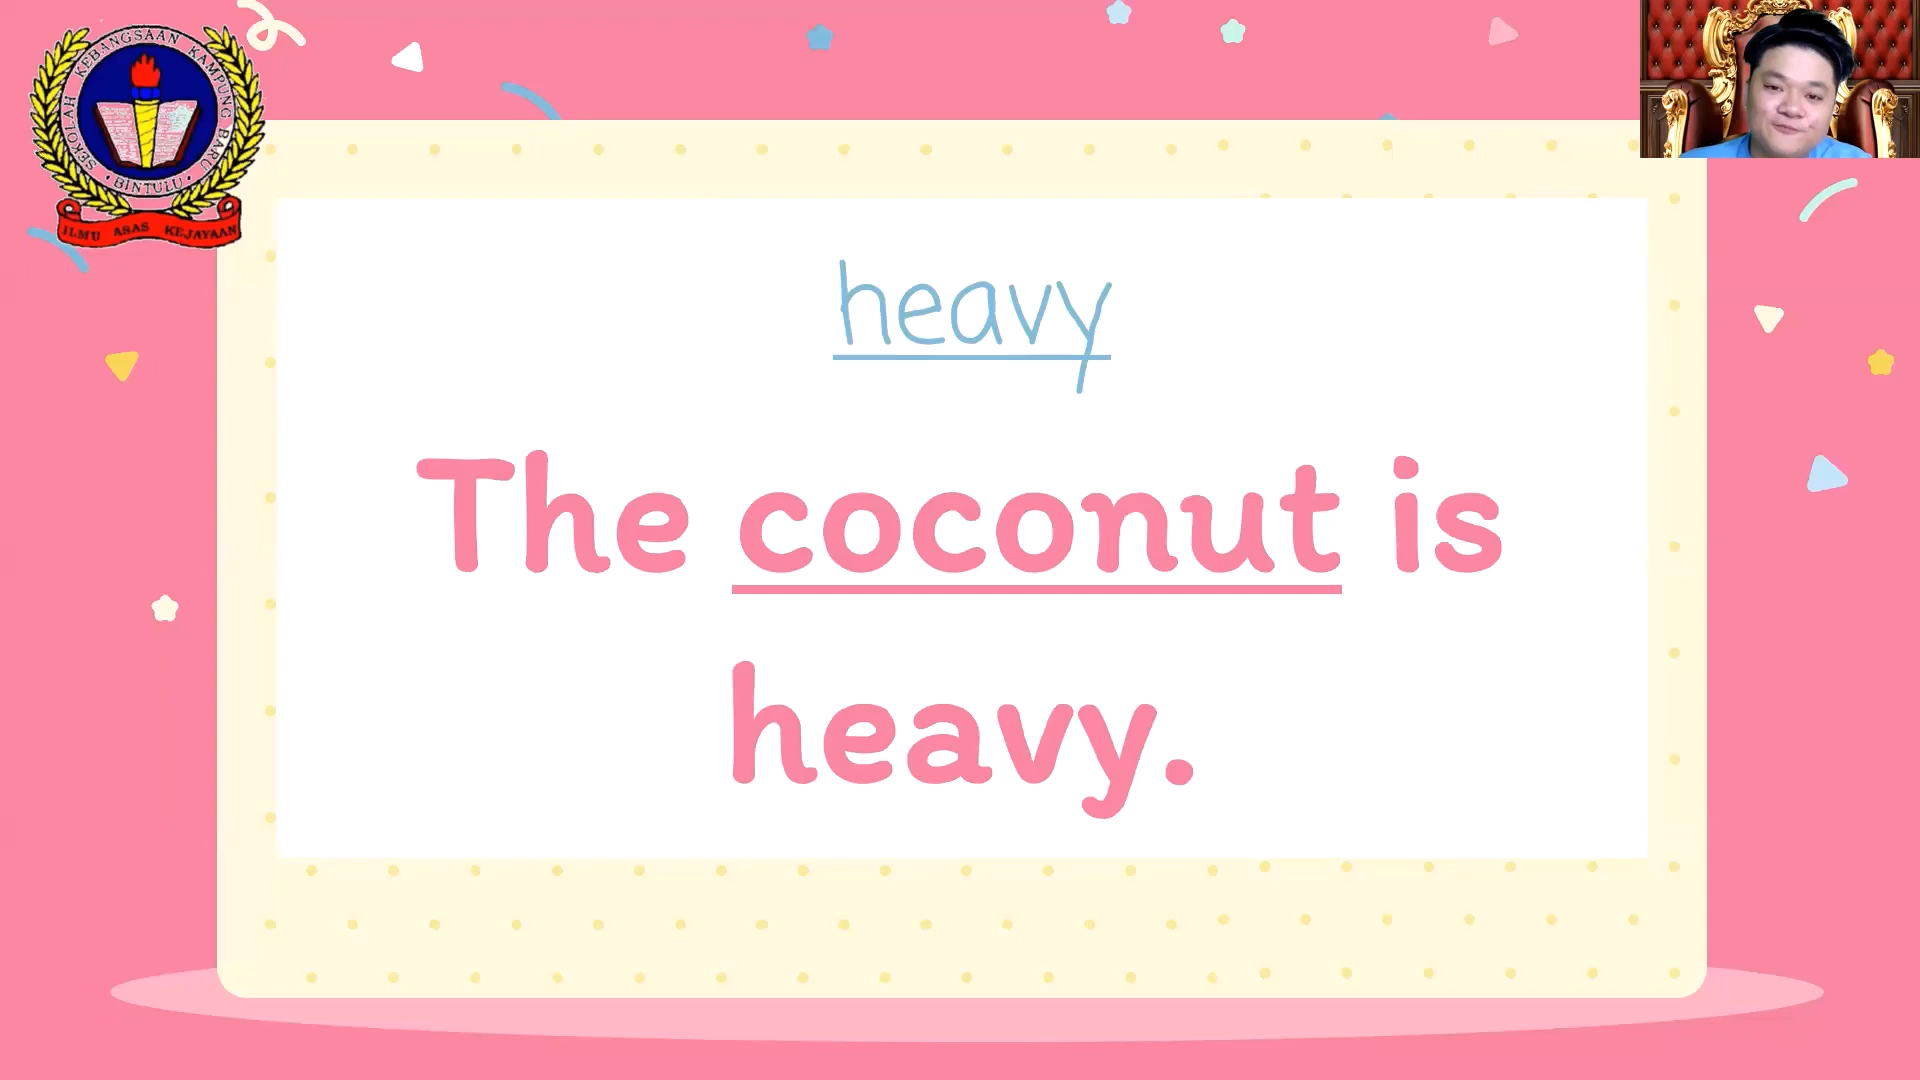 SEKOLAH KEBANGSAAN KAMPUNG BARU
• BINTULU •
ILMU ASAS KEJAYAAN
heavy
The coconut is
heavy.